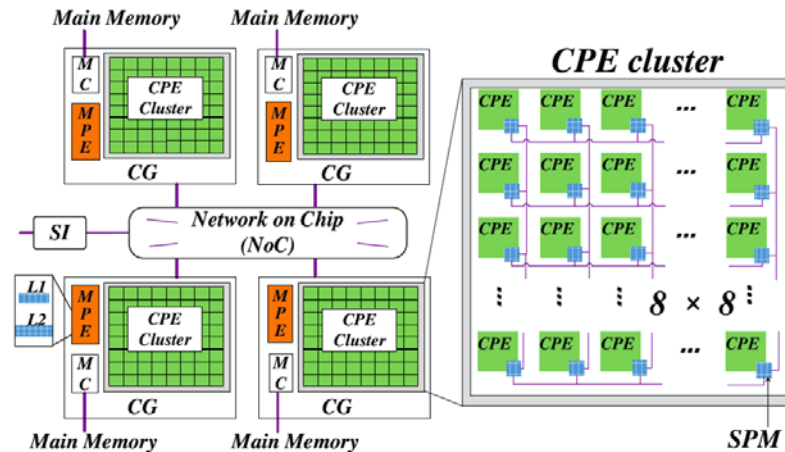 Main Memory
Main Memory
M
C
CPE
Cluster
M
P
E
CG
M
C
CPE
Cluster
M
P
E
CG
SI
Network on Chip
(NoC)
L1
L2
M
P
E
CPE
Cluster
M
C
CG
M
P
E
CPE
Cluster
M
C
CG
Main Memory
Main Memory
CPE cluster
CPE CPE CPE ... CPE
CPE CPE CPE ... CPE
CPE CPE CPE ... CPE
8 × 8
CPE CPE CPE ... CPE
SPM